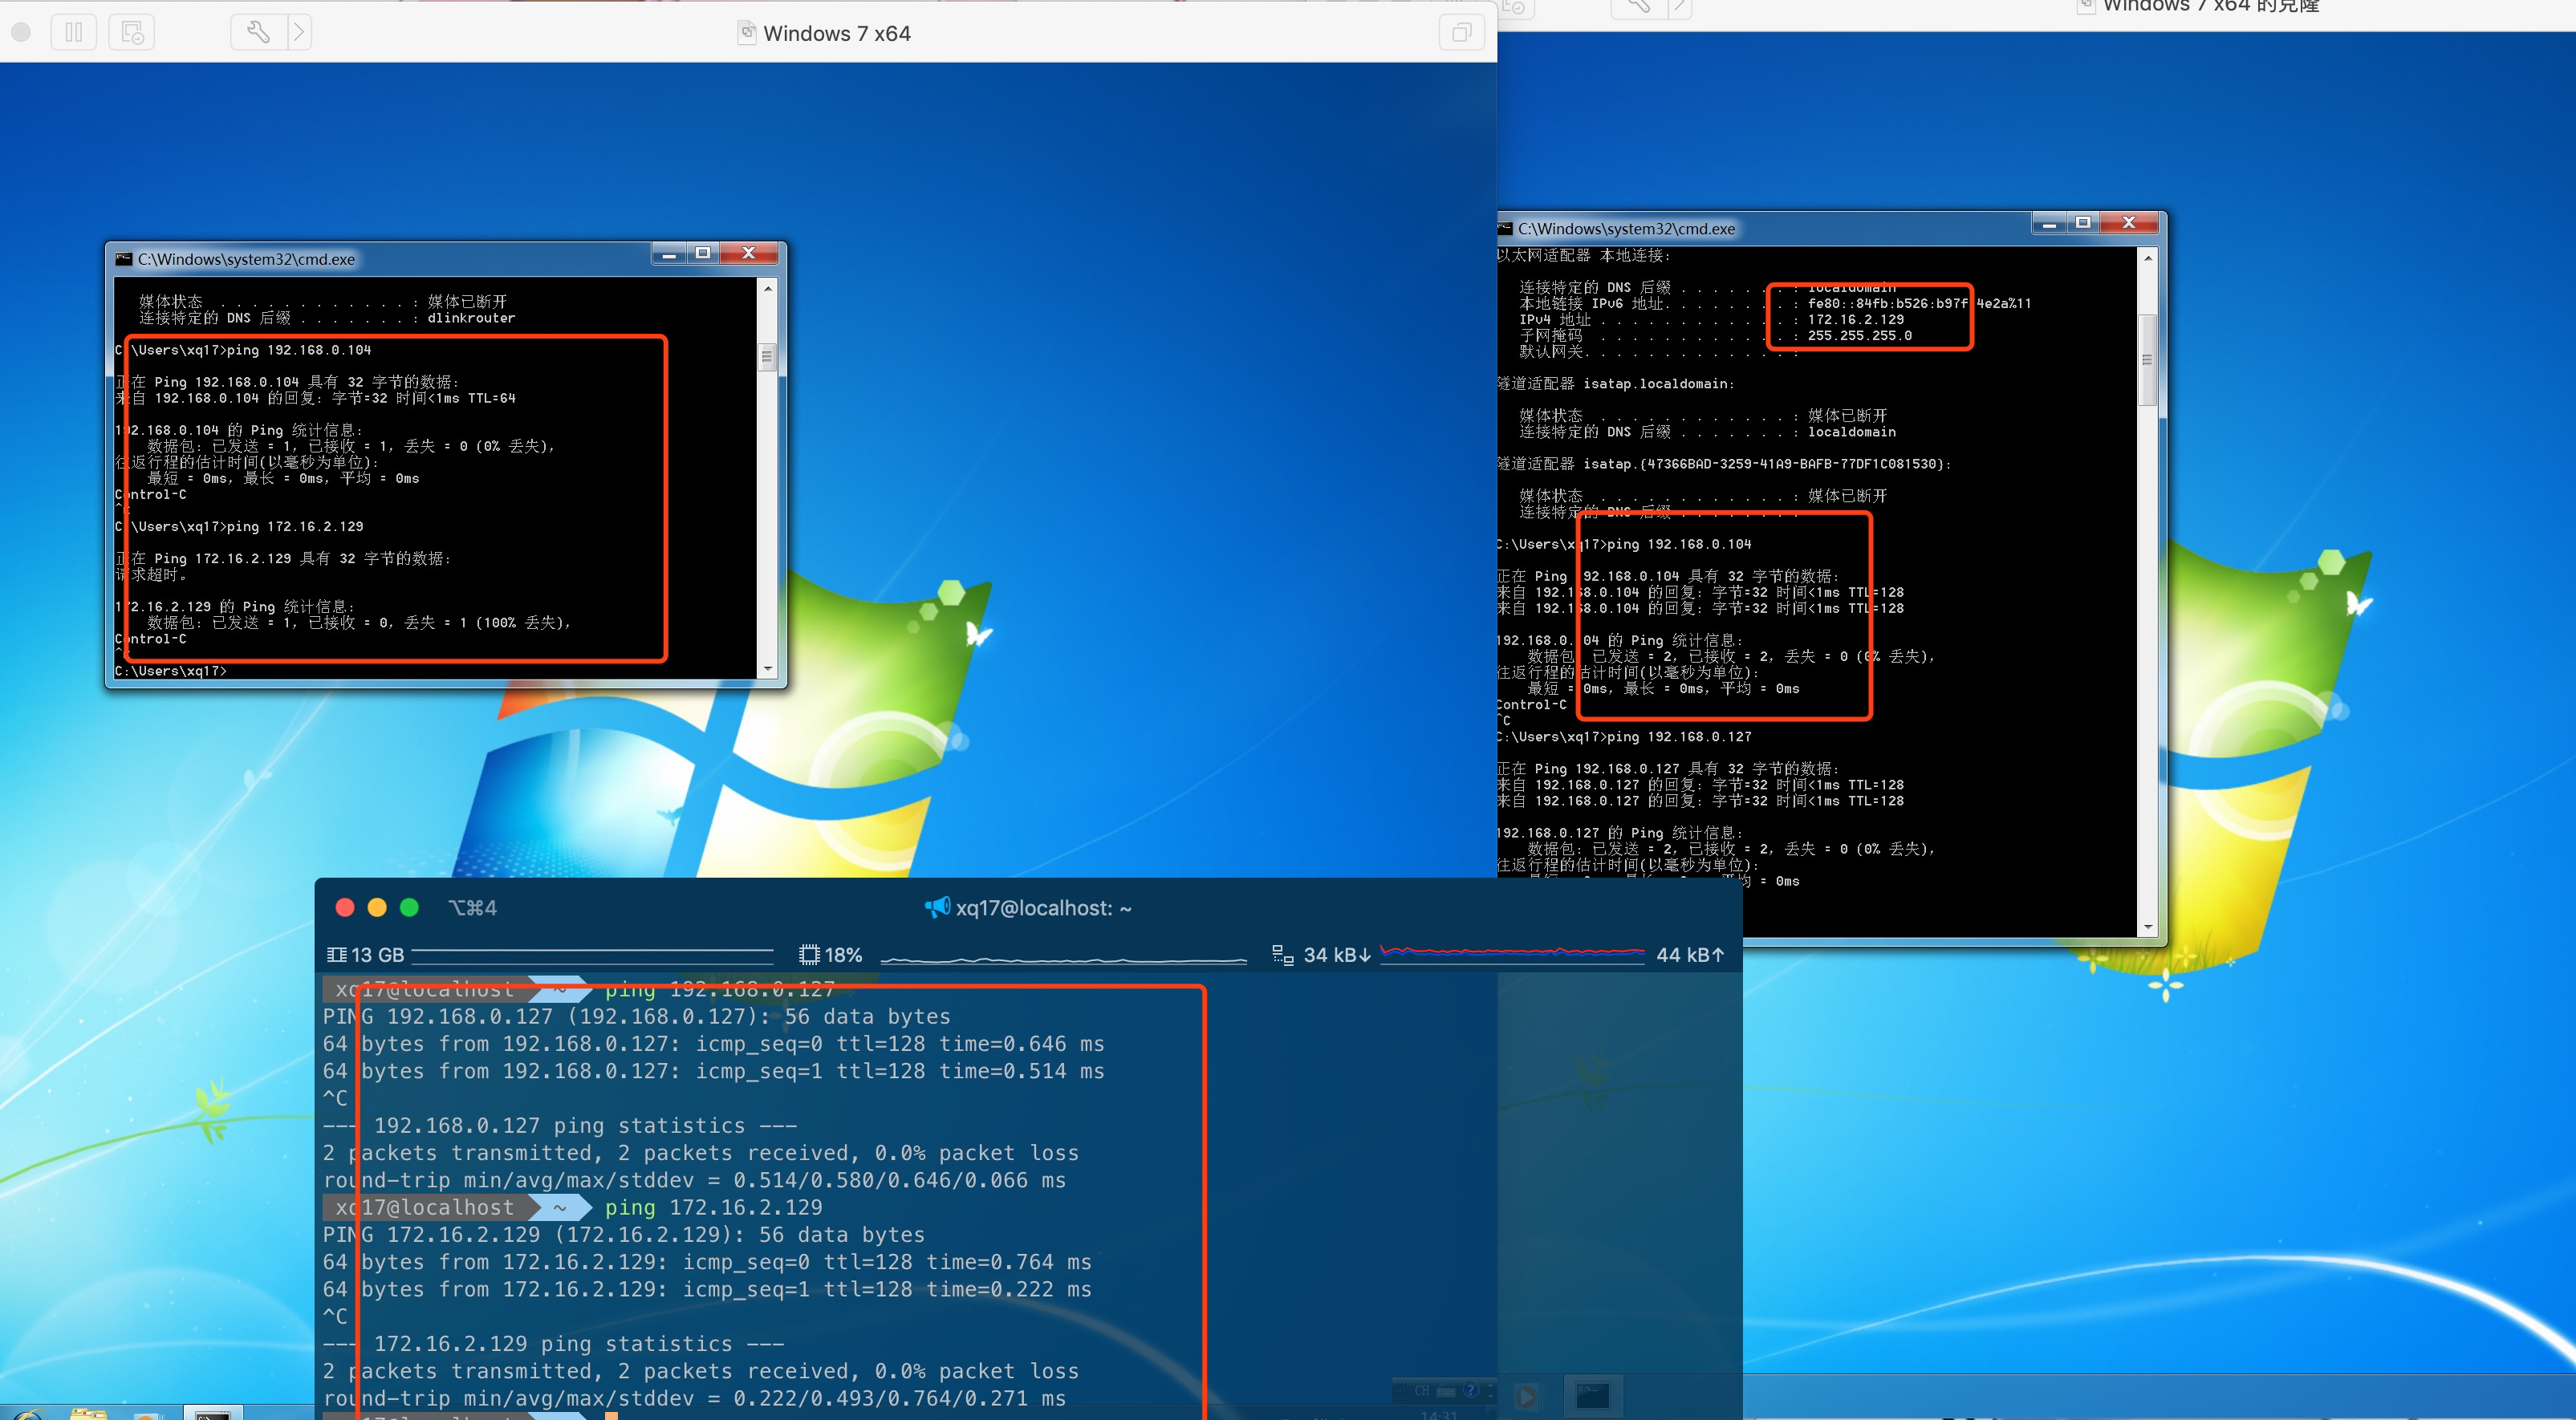 Windows 7 x64
Windows 7 x64 的克隆
C:\Windows\system32\cmd.exe
媒体状态 . . . . . . . . . . . . : 媒体已断开
连接特定的 DNS 后缀 . . . . . . . : dlinkrouter
C:\Users\xq17>ping 192.168.0.104
正在 Ping 192.168.0.104 具有 32 字节的数据:
来自 192.168.0.104 的回复: 字节=32 时间<1ms TTL=64
192.168.0.104 的 Ping 统计信息:
数据包: 已发送 = 1，已接收 = 1，丢失 = 0 (0% 丢失)，
往返行程的估计时间(以毫秒为单位):
最短 = 0ms，最长 = 0ms，平均 = 0ms
Control-C
^C
C:\Users\xq17>ping 172.16.2.129
正在 Ping 172.16.2.129 具有 32 字节的数据:
请求超时。
172.16.2.129 的 Ping 统计信息:
数据包: 已发送 = 1，已接收 = 0，丢失 = 1 (100% 丢失)，
Control-C
^C
C:\Users\xq17>
C:\Windows\system32\cmd.exe
以太网适配器 本地连接:
连接特定的 DNS 后缀 . . . . . . . : localdomain
本地链接 IPv6 地址. . . . . . . . : fe80::84fb:b526:b97f:4e2a%11
IPv4 地址 . . . . . . . . . . . . : 172.16.2.129
子网掩码 . . . . . . . . . . . . : 255.255.255.0
默认网关. . . . . . . . . . . . . :
隧道适配器 isatap.localdomain:
媒体状态 . . . . . . . . . . . . : 媒体已断开
连接特定的 DNS 后缀 . . . . . . . : localdomain
隧道适配器 isatap.{47366BAD-3259-41A9-BAFB-77DF1C081530}:
媒体状态 . . . . . . . . . . . . : 媒体已断开
连接特定的 DNS 后缀 . . . . . . . :
C:\Users\xq17>ping 192.168.0.104
正在 Ping 192.168.0.104 具有 32 字节的数据:
来自 192.168.0.104 的回复: 字节=32 时间<1ms TTL=128
来自 192.168.0.104 的回复: 字节=32 时间<1ms TTL=128
192.168.0.104 的 Ping 统计信息:
数据包: 已发送 = 2，已接收 = 2，丢失 = 0 (0% 丢失)，
往返行程的估计时间(以毫秒为单位):
最短 = 0ms，最长 = 0ms，平均 = 0ms
Control-C
^C
C:\Users\xq17>ping 192.168.0.127
正在 Ping 192.168.0.127 具有 32 字节的数据:
来自 192.168.0.127 的回复: 字节=32 时间<1ms TTL=128
来自 192.168.0.127 的回复: 字节=32 时间<1ms TTL=128
192.168.0.127 的 Ping 统计信息:
数据包: 已发送 = 2，已接收 = 2，丢失 = 0 (0% 丢失)，
往返行程的估计时间(以毫秒为单位):
= 0ms
⌥⌘4
xq17@localhost: ~
13 GB
18%
34 kB↓
44 kB↑
xq17@localhost ~ ping 192.168.0.127
PING 192.168.0.127 (192.168.0.127): 56 data bytes
64 bytes from 192.168.0.127: icmp_seq=0 ttl=128 time=0.646 ms
64 bytes from 192.168.0.127: icmp_seq=1 ttl=128 time=0.514 ms
^C
--- 192.168.0.127 ping statistics ---
2 packets transmitted, 2 packets received, 0.0% packet loss
round-trip min/avg/max/stddev = 0.514/0.580/0.646/0.066 ms
xq17@localhost ~ ping 172.16.2.129
PING 172.16.2.129 (172.16.2.129): 56 data bytes
64 bytes from 172.16.2.129: icmp_seq=0 ttl=128 time=0.764 ms
64 bytes from 172.16.2.129: icmp_seq=1 ttl=128 time=0.222 ms
^C
--- 172.16.2.129 ping statistics ---
2 packets transmitted, 2 packets received, 0.0% packet loss
round-trip min/avg/max/stddev = 0.222/0.493/0.764/0.271 ms
CH
14:31